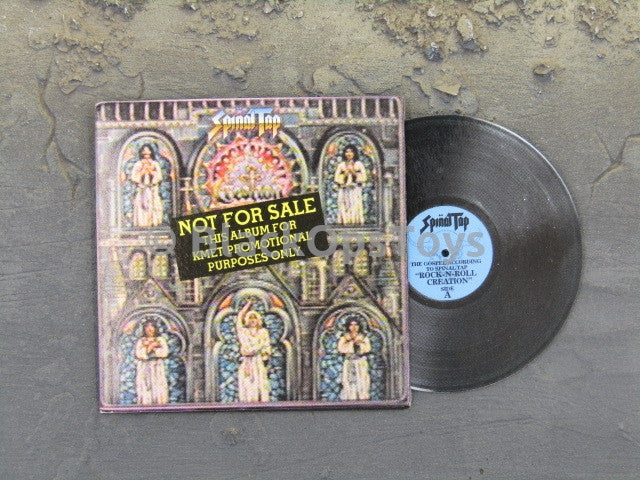 Spinal Tap
NOT FOR SALE
THIS ALBUM FOR
KMET PROMOTIONAL
PURPOSES ONLY
Spinal Tap
THE GOSPEL ACCORDING
TO SPINAL TAP
"ROCK-N-ROLL
CREATION"
SIDE
A